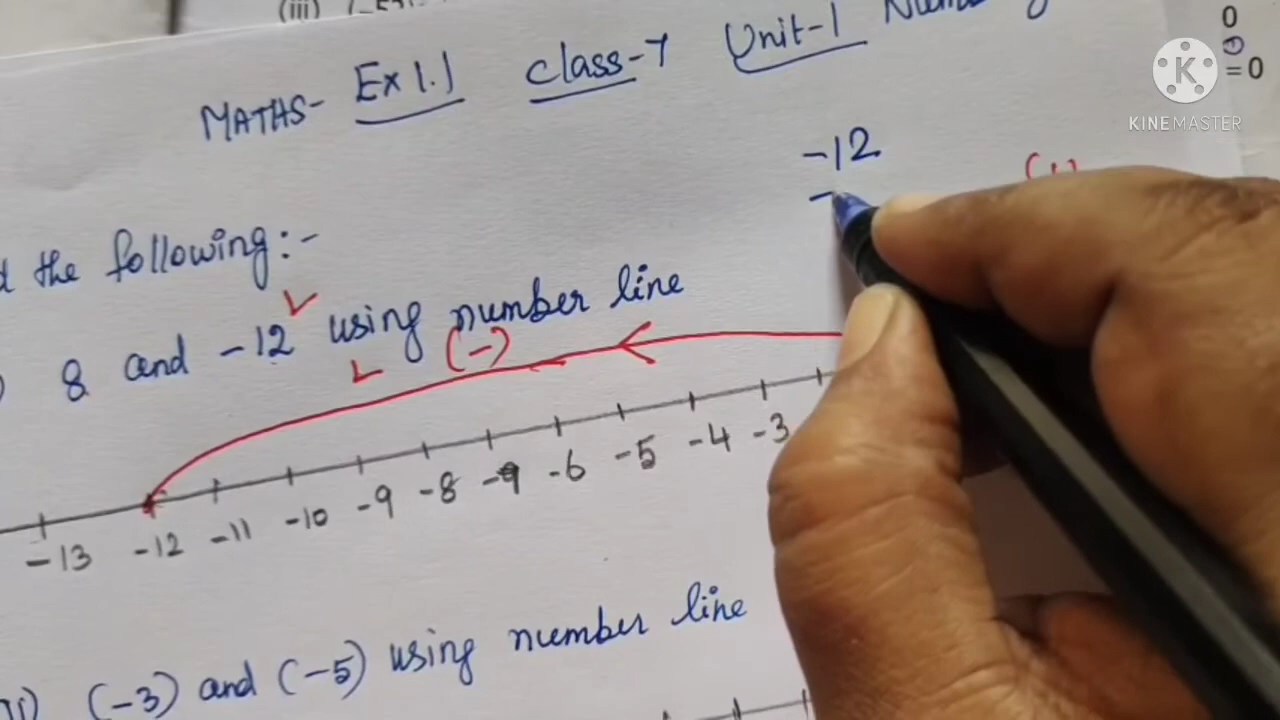 (iii)
0
= 0
KINEMASTER
MATHS- Ex 1.1 Class-7 Unit-1
-12
the following:-
8 and -12 using number line
(-)
-13 -12 -11 -10 -9 -8 -9 -6 -5 -4 -3
(-3) and (-5) using number line